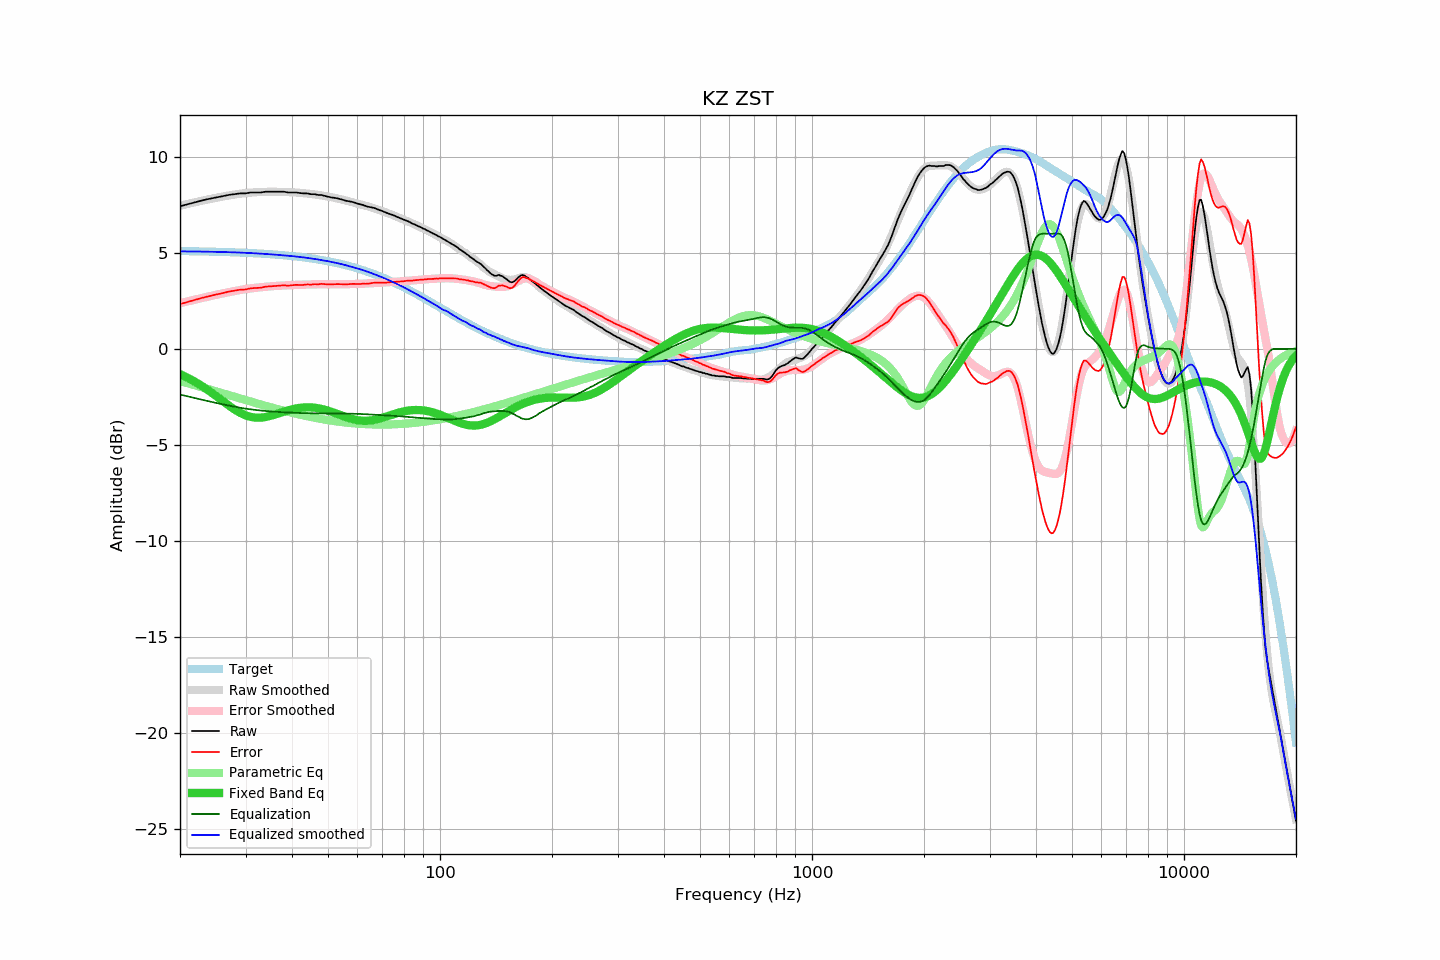 KZ ZST
10
5
0
−5
−10
−15
−20
−25
Amplitude (dBr)
Target
Raw Smoothed
Error Smoothed
Raw
Error
Parametric Eq
Fixed Band Eq
Equalization
Equalized smoothed
100 1000 10000
Frequency (Hz)